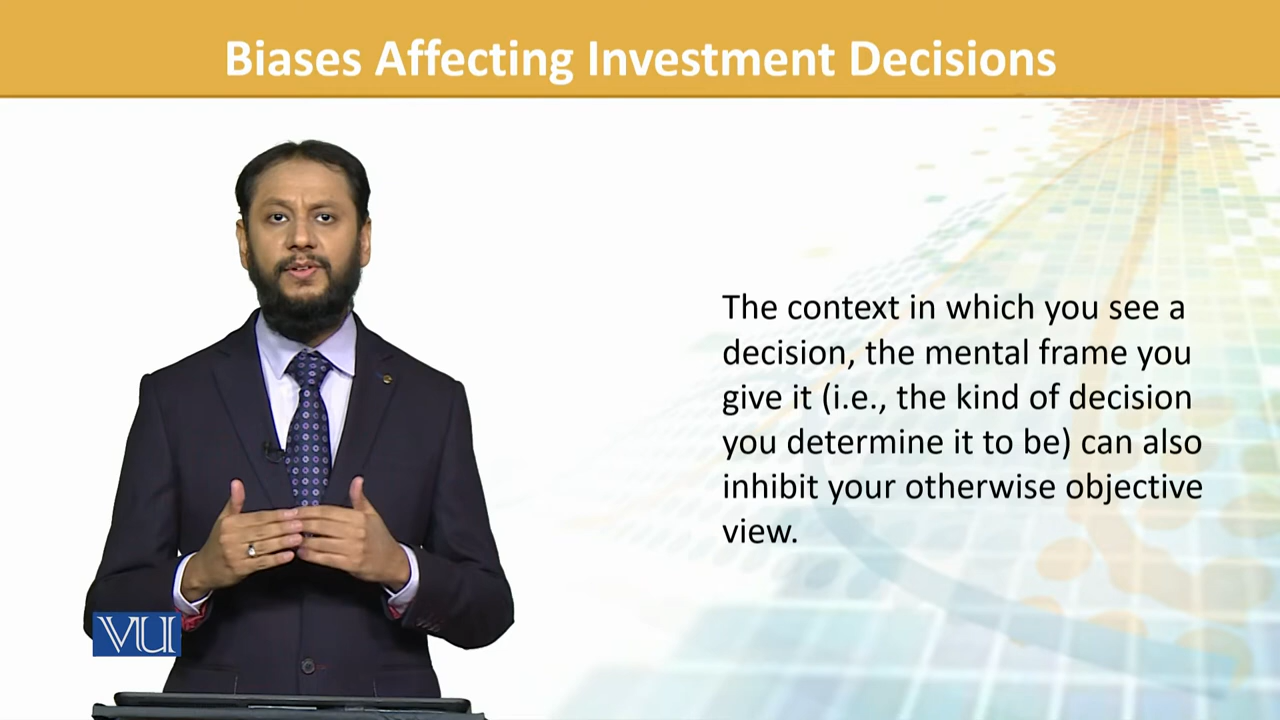 Biases Affecting Investment Decisions
The context in which you see a
decision, the mental frame you
give it (i.e., the kind of decision
you determine it to be) can also
inhibit your otherwise objective
view.
VU